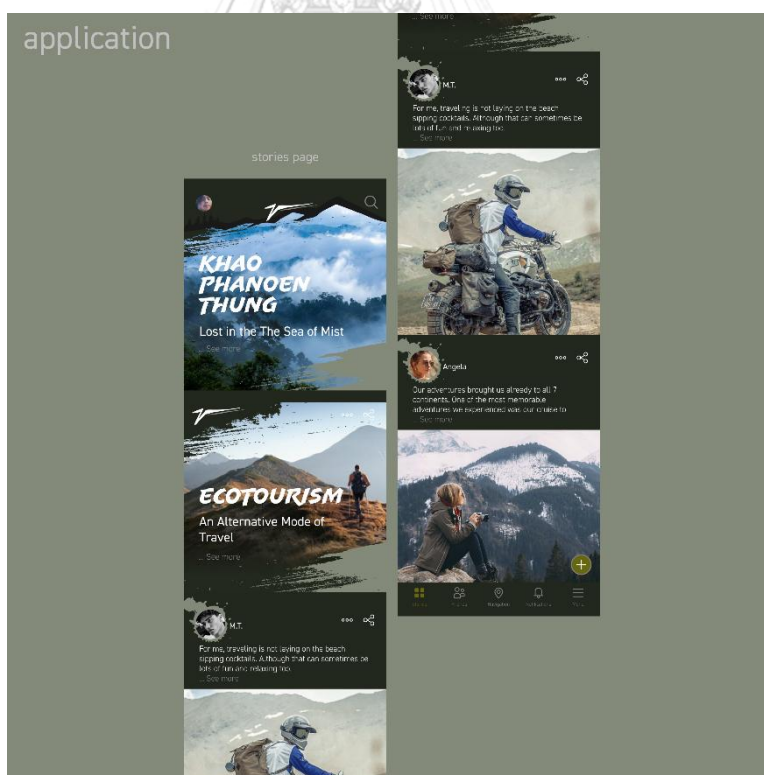 application
stories page
KHAO
PHANOEN
THUNG
Lost in the The Sea of Mist
... See more
ECOTOURISM
An Alternative Mode of
Travel
... See more
M.T.
For me, traveling is not laying on the beach
sipping cocktails. Although that can sometimes be
lots of fun and relaxing too.
... See more
... See more
M.T.
For me, traveling is not laying on the beach
sipping cocktails. Although that can sometimes be
lots of fun and relaxing too.
... See more
Angela
Our adventures brought us already to all 7
continents. One of the most memorable
adventures we experienced was our cruise to
... See more